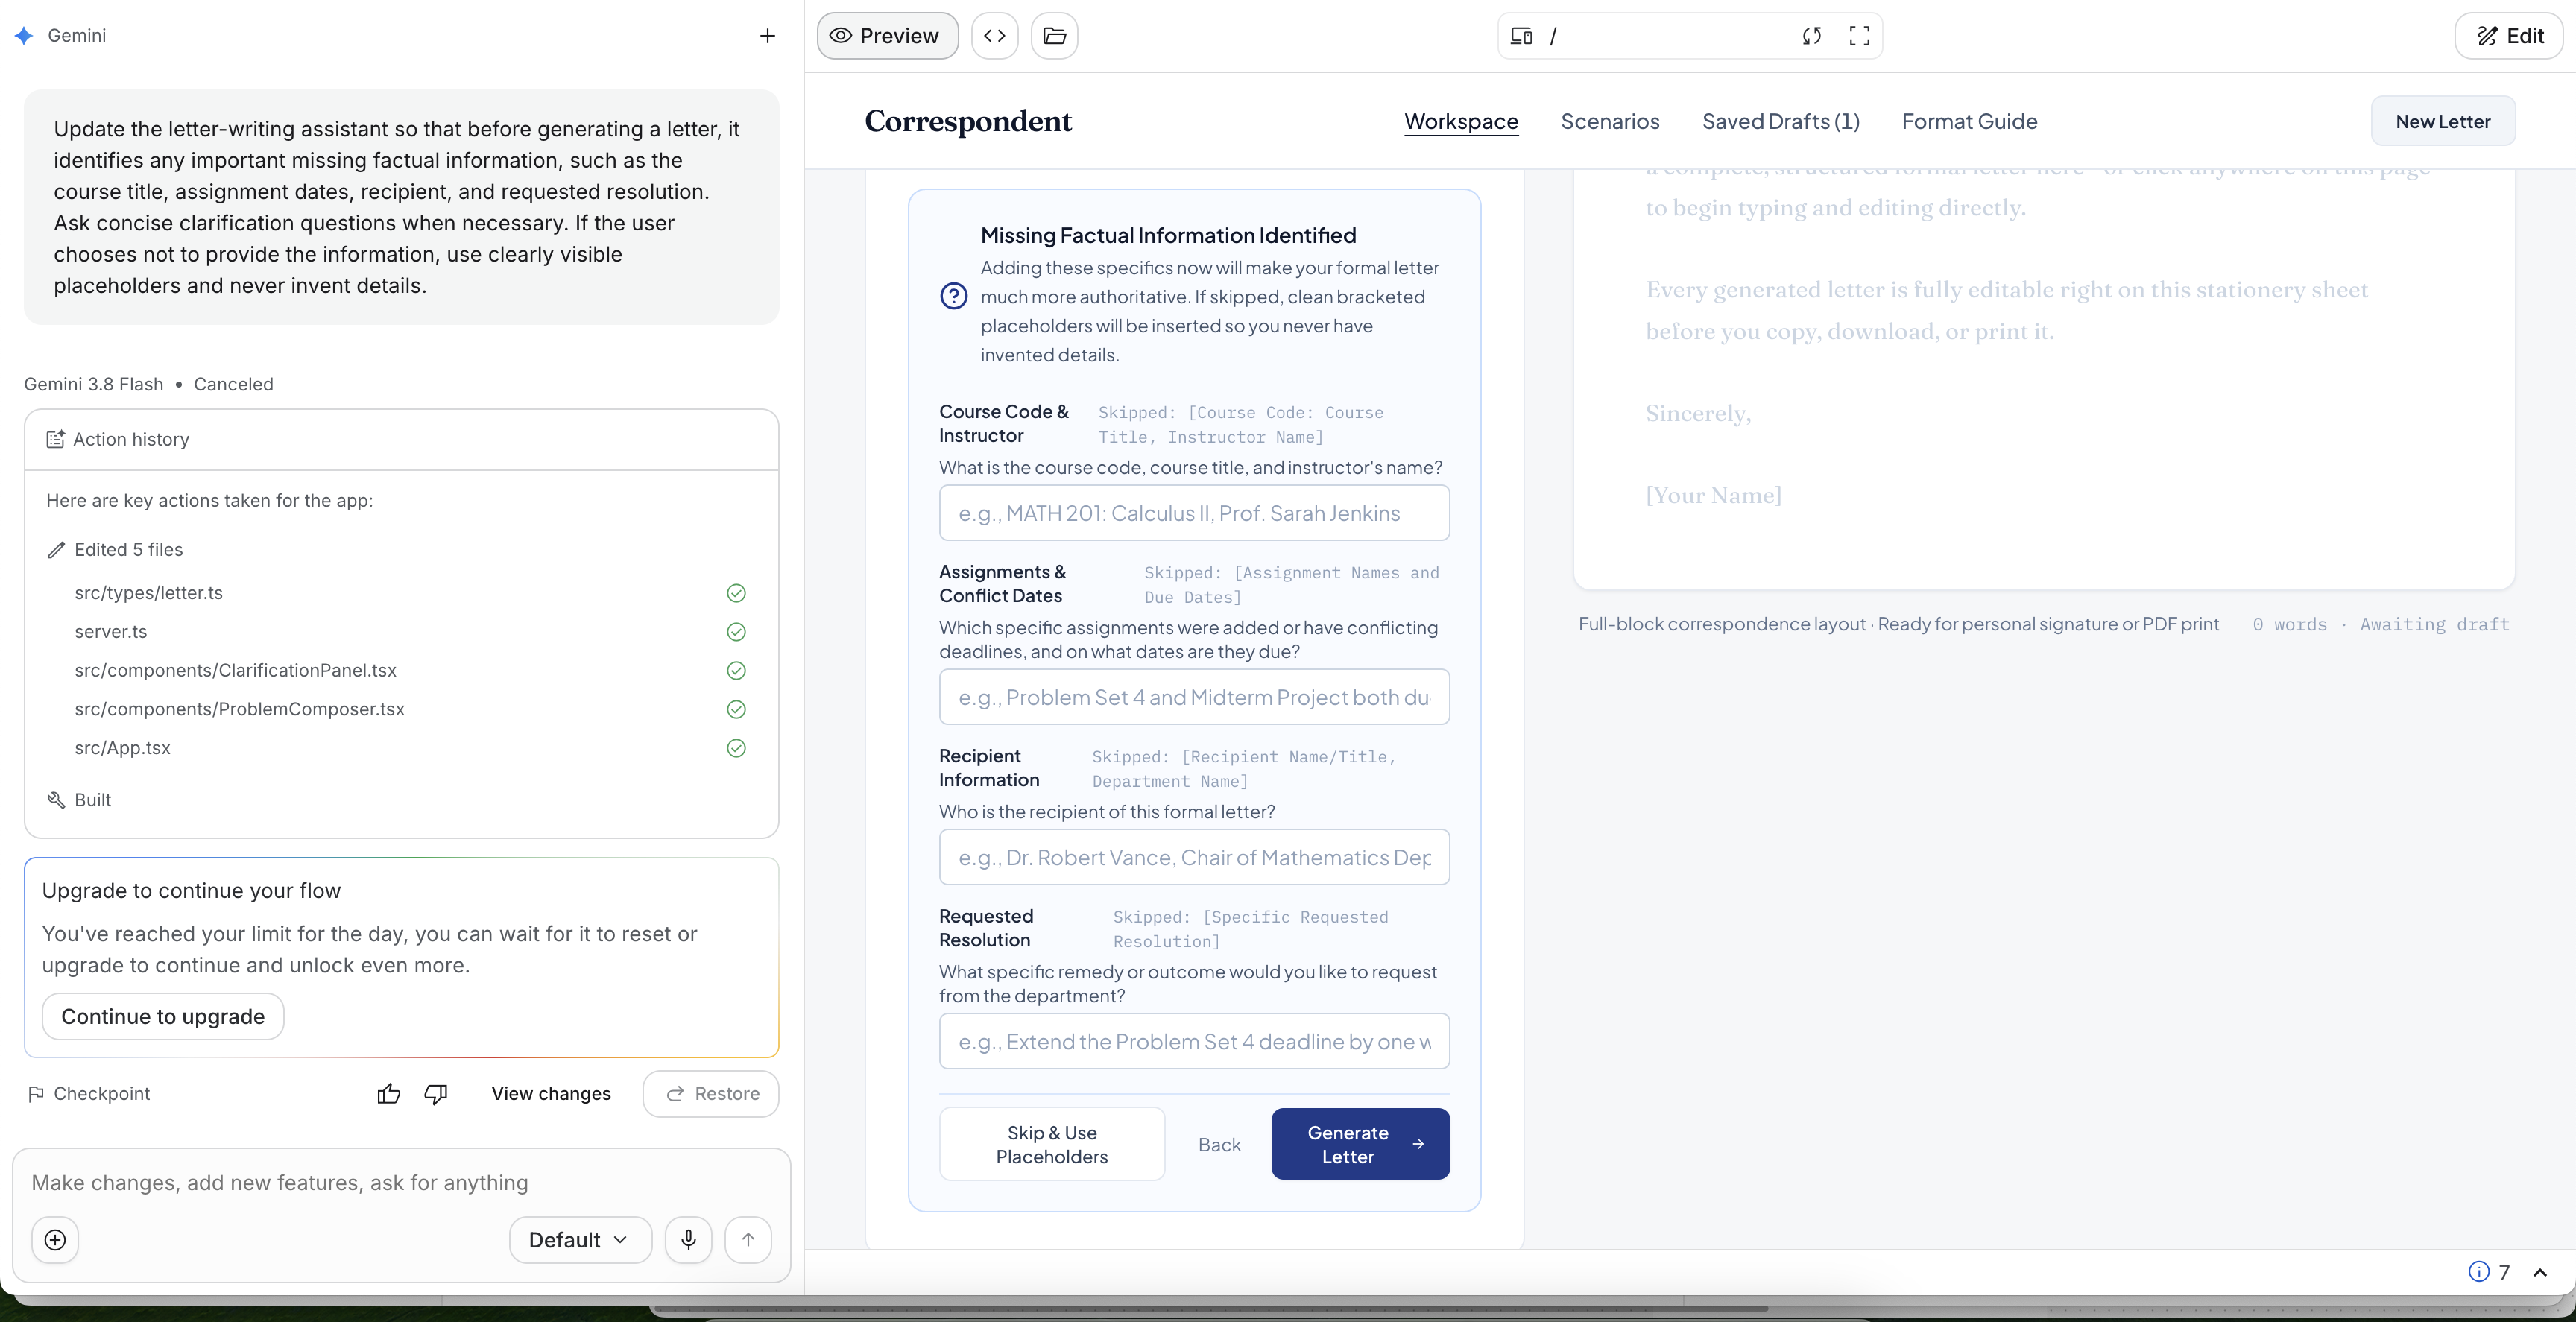 Gemini
Update the letter-writing assistant so that before generating a letter, it
identifies any important missing factual information, such as the
course title, assignment dates, recipient, and requested resolution.
Ask concise clarification questions when necessary. If the user
chooses not to provide the information, use clearly visible
placeholders and never invent details.
Gemini 3.8 Flash • Canceled
Action history
Here are key actions taken for the app:
Edited 5 files
src/types/letter.ts
server.ts
src/components/ClarificationPanel.tsx
src/components/ProblemComposer.tsx
src/App.tsx
Built
Upgrade to continue your flow
You've reached your limit for the day, you can wait for it to reset or
upgrade to continue and unlock even more.
Continue to upgrade
Checkpoint
View changes
Restore
Make changes, add new features, ask for anything
Default
Preview
/
Edit
Correspondent
Workspace
Scenarios
Saved Drafts (1)
Format Guide
New Letter
Missing Factual Information Identified
Adding these specifics now will make your formal letter
much more authoritative. If skipped, clean bracketed
placeholders will be inserted so you never have
invented details.
Course Code &
Instructor
Skipped: [Course Code: Course
Title, Instructor Name]
What is the course code, course title, and instructor's name?
e.g., MATH 201: Calculus II, Prof. Sarah Jenkins
Assignments &
Conflict Dates
Skipped: [Assignment Names and
Due Dates]
Which specific assignments were added or have conflicting
deadlines, and on what dates are they due?
e.g., Problem Set 4 and Midterm Project both du
Recipient
Information
Skipped: [Recipient Name/Title,
Department Name]
Who is the recipient of this formal letter?
e.g., Dr. Robert Vance, Chair of Mathematics Dep
Requested
Resolution
Skipped: [Specific Requested
Resolution]
What specific remedy or outcome would you like to request
from the department?
e.g., Extend the Problem Set 4 deadline by one w
Skip & Use
Placeholders
Back
Generate
Letter
a complete, structured formal letter here—or click anywhere on this page
to begin typing and editing directly.
Every generated letter is fully editable right on this stationery sheet
before you copy, download, or print it.
Sincerely,
[Your Name]
Full-block correspondence layout · Ready for personal signature or PDF print
0 words · Awaiting draft
7